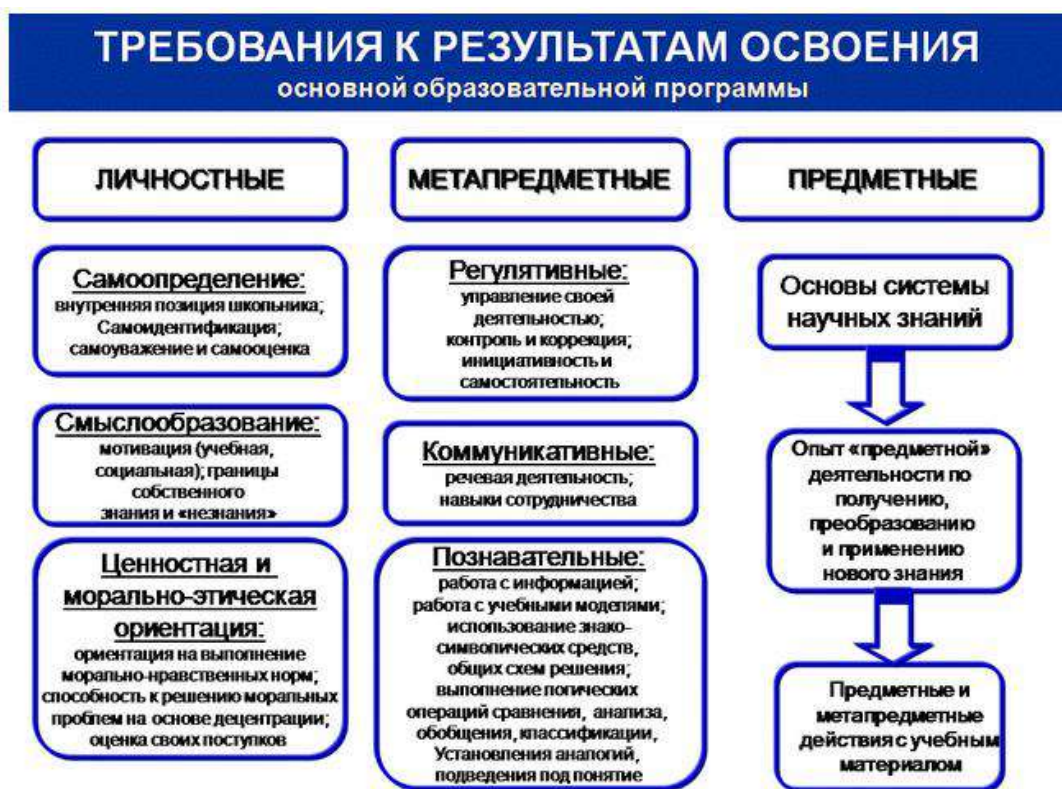 ТРЕБОВАНИЯ К РЕЗУЛЬТАТАМ ОСВОЕНИЯ
основной образовательной программы
ЛИЧНОСТНЫЕ
Самоопределение:
внутренняя позиция школьника;
Самоидентификация;
самоуважение и самооценка
Смыслообразование:
мотивация (учебная,
социальная); границы
собственного
знания и «незнания»
Ценностная и
морально-этическая
ориентация:
ориентация на выполнение
морально-нравственных норм;
способность к решению моральных
проблем на основе децентрации;
оценка своих поступков
МЕТАПРЕДМЕТНЫЕ
Регулятивные:
управление своей
деятельностью;
контроль и коррекция;
инициативность и
самостоятельность
Коммуникативные:
речевая деятельность;
навыки сотрудничества
Познавательные:
работа с информацией;
работа с учебными моделями;
использование знако-
символических средств,
общих схем решения;
выполнение логических
операций сравнения, анализа,
обобщения, классификации,
Установления аналогий,
подведения под понятие
ПРЕДМЕТНЫЕ
Основы системы
научных знаний
Опыт «предметной»
деятельности по
получению,
преобразованию
и применению
нового знания
Предметные и
метапредметные
действия с учебным
материалом